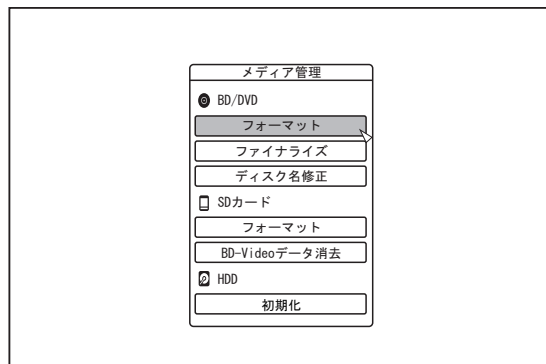 メディア管理
BD/DVD
フォーマット
ファイナライズ
ディスク名修正
SDカード
フォーマット
BD-Videoデータ消去
HDD
初期化